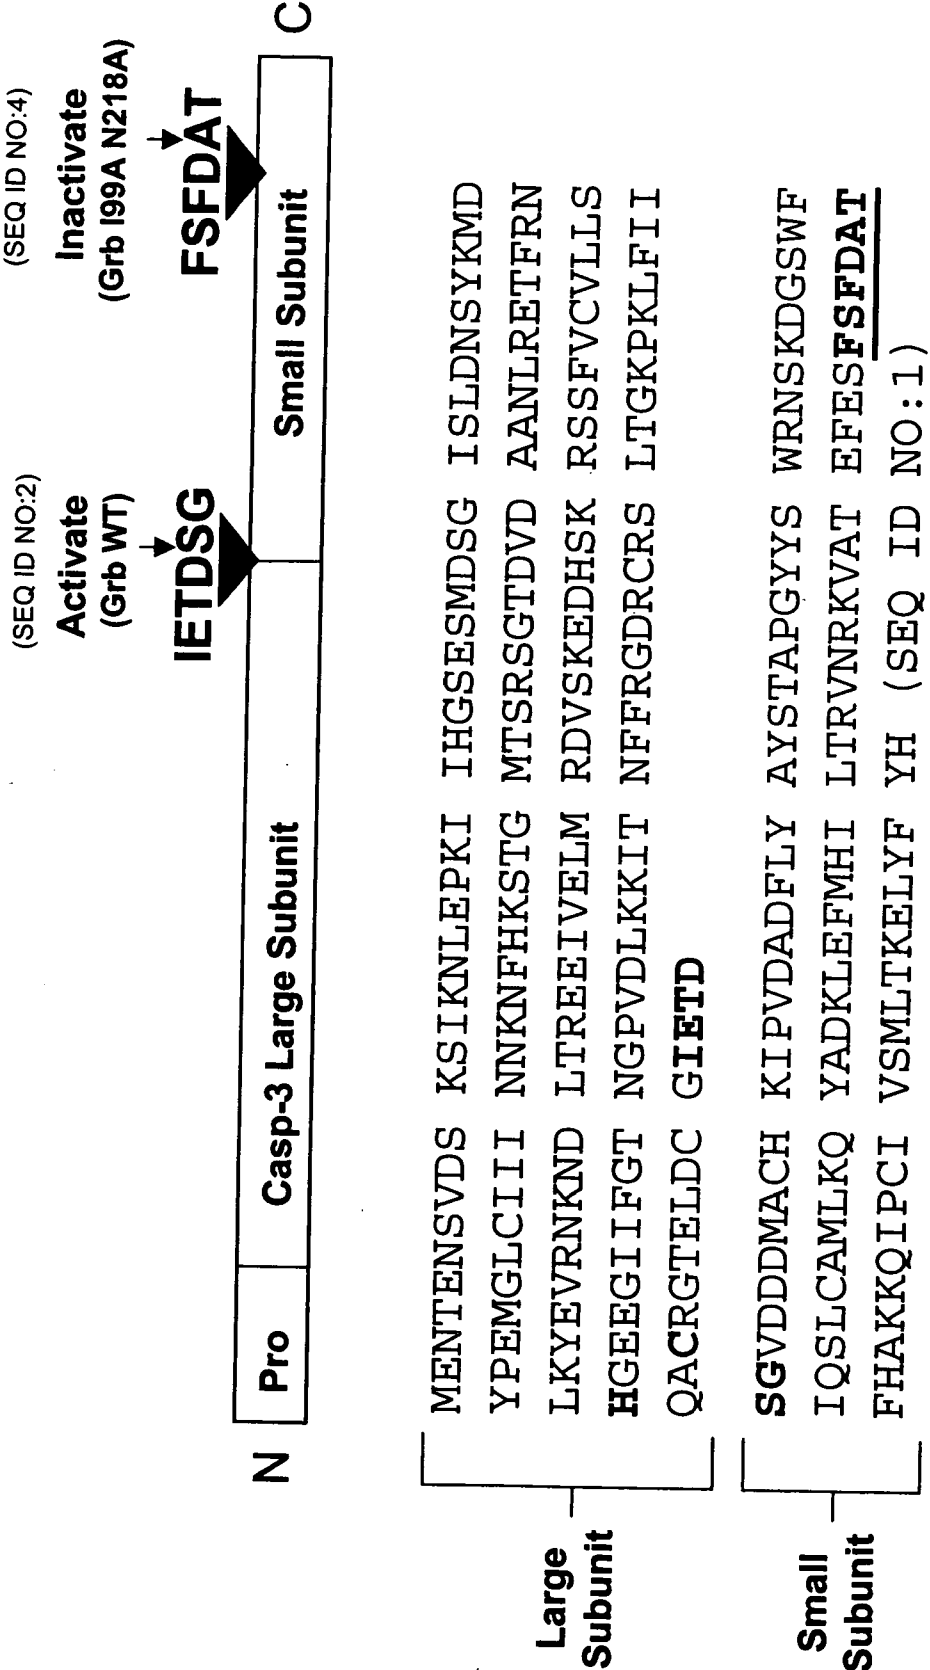 (SEQ ID NO:2)
Activate
(Grb WT)
IETDSG
(SEQ ID NO:4)
Inactivate
(Grb I99A N218A)
FSFDAT
N
Pro
Casp-3 Large Subunit
Small Subunit
C
Large
Subunit
MENTENSVDS KSIKNLEPKI IHGSESMDSG ISLDNSYKMD
YPEMGLCIII NNKNFHKSTG MTSRSGTDVD AANLRETFRN
LKYEVRNKND LTREEIVELM RDVSKEDHSK RSSFVCVLLS
HGEEGIIFGT NGPVDLKKIT NFFRGDRCRS LTGKPKLFII
QACRGTELDC GIETD
Small
Subunit
SGVDDDMACH KIPVDADFLY AYSTAPGYYS WRNSKDGSWF
IQSLCAMLKQ YADKLEFMHI LTRVNRKVAT EFESFSFDAT
FHAKKQIPCI VSMLTKELYF YH (SEQ ID NO:1)